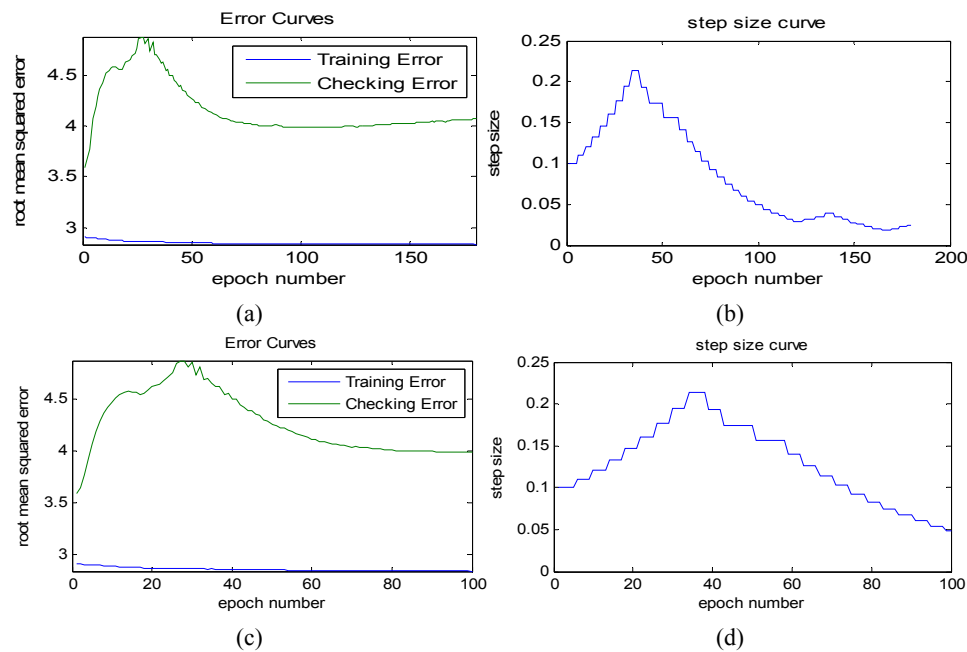 Error Curves
root mean squared error
4.5
4
3.5
3
0
50
100
150
epoch number
Training Error
Checking Error
(a)
step size curve
step size
0.25
0.2
0.15
0.1
0.05
0
0
50
100
150
200
epoch number
(b)
Error Curves
root mean squared error
4.5
4
3.5
3
0
20
40
60
80
100
epoch number
Training Error
Checking Error
(c)
step size curve
step size
0.25
0.2
0.15
0.1
0.05
0
0
20
40
60
80
100
epoch number
(d)